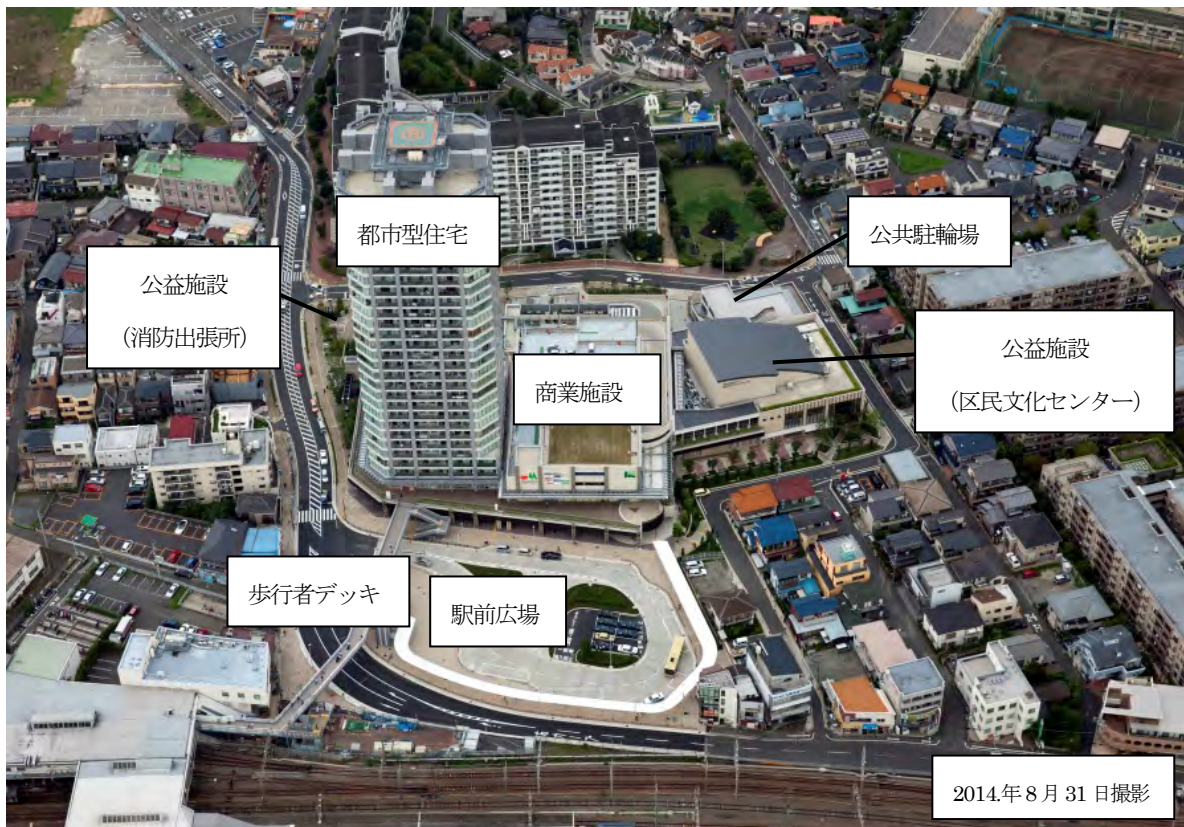 都市型住宅
公共駐輪場
公益施設
(消防出張所)
公益施設
(区民文化センター)
商業施設
歩行者デッキ
駅前広場
2014.年8月31日撮影